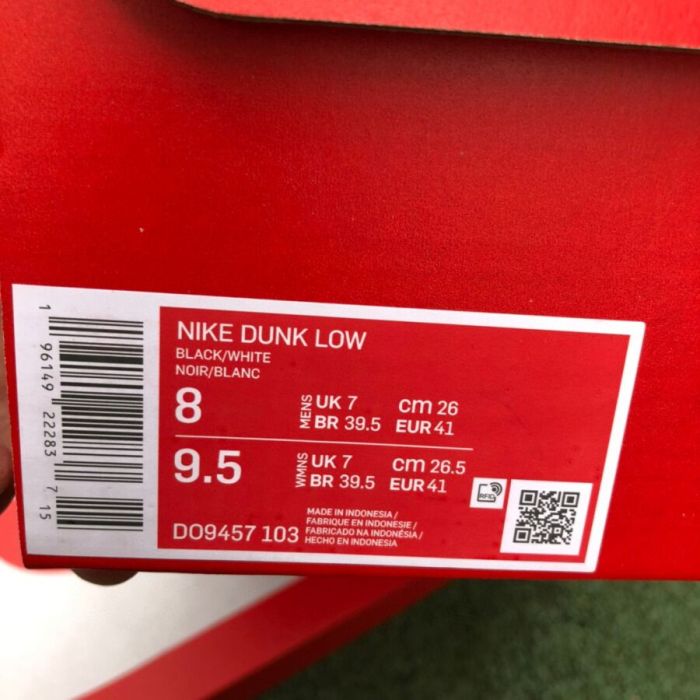 NIKE DUNK LOW
BLACK/WHITE
NOIR/BLANC
8 MENS UK 7 cm 26
BR 39.5 EUR 41
9.5 WMNS UK 7 cm 26.5
BR 39.5 EUR 41
RFID
DO9457 103
MADE IN INDONESIA/
FABRIQUE EN INDONESIE/
FABRICADO NA INDONÉSIA/
HECHO EN INDONESIA
1 96149 22283 7 15